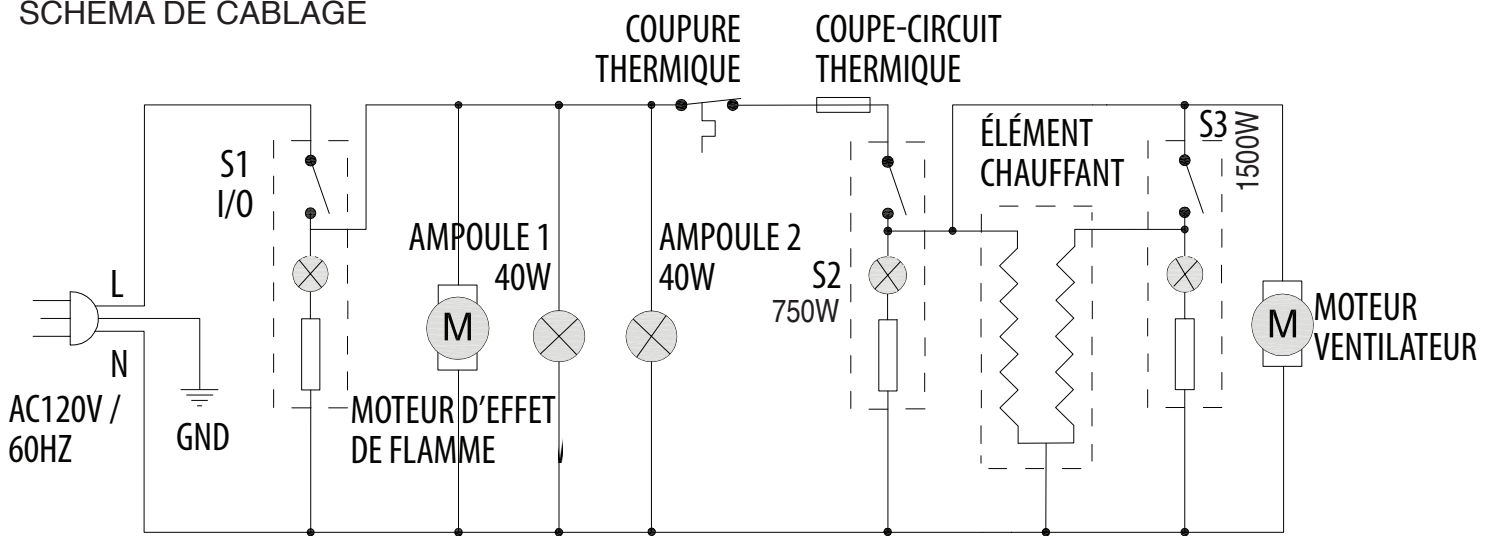 SCHEMA DE CABLAGE
COUPURE
THERMIQUE
COUPE-CIRCUIT
THERMIQUE
S1
I/0
AMPOULE 1
40W
AMPOULE 2
40W
S2
750W
ÉLÉMENT
CHAUFFANT
S3
1500W
L
N
AC120V /
60HZ
GND
M
MOTEUR D'EFFET
DE FLAMME
M
MOTEUR
VENTILATEUR